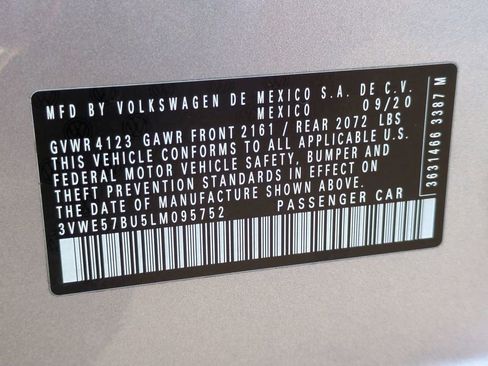 MFD BY VOLKSWAGEN DE MEXICO S.A. DE C.V.
MEXICO 09/20
GVWR 4123 GAWR FRONT 2161 / REAR 2072 LBS
THIS VEHICLE CONFORMS TO ALL APPLICABLE U.S.
FEDERAL MOTOR VEHICLE SAFETY, BUMPER AND
THEFT PREVENTION STANDARDS IN EFFECT ON
THE DATE OF MANUFACTURE SHOWN ABOVE.
3VWE57BU5LM095752 PASSENGER CAR
3631466 3387 M